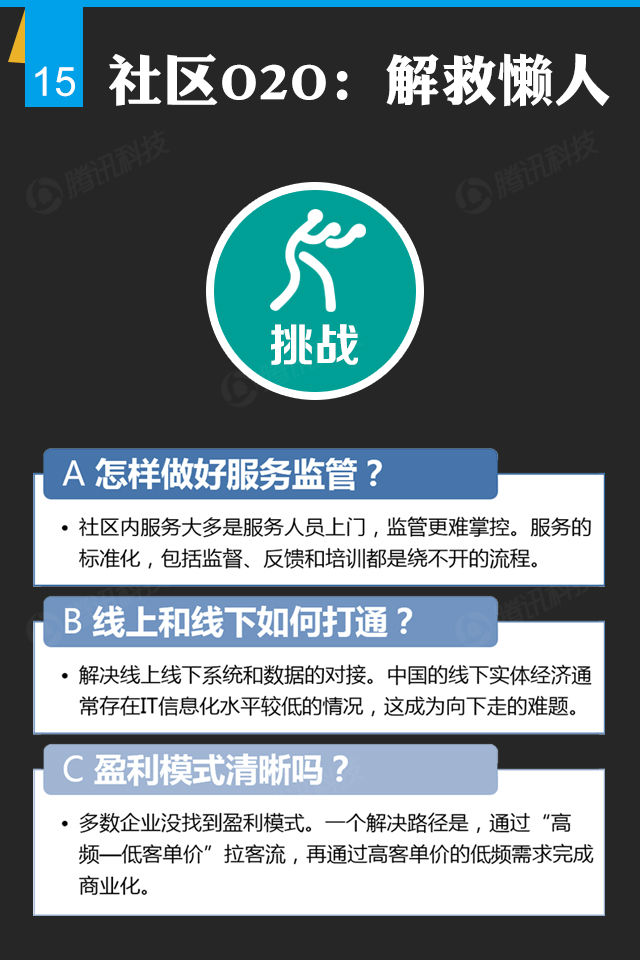 15
社区O2O：解救懒人
腾讯科技
腾讯科技
挑战
A 怎样做好服务监管？
• 社区内服务大多是服务人员上门，监管更难掌控。服务的
标准化，包括监督、反馈和培训都是绕不开的流程。
B 线上和线下如何打通？
• 解决线上线下系统和数据的对接。中国的线下实体经济通
常存在IT信息化水平较低的情况，这成为向下走的难题。
C 盈利模式清晰吗？
• 多数企业没找到盈利模式。一个解决路径是，通过“高
频—低客单价”拉客流，再通过高客单价的低频需求完成
商业化。